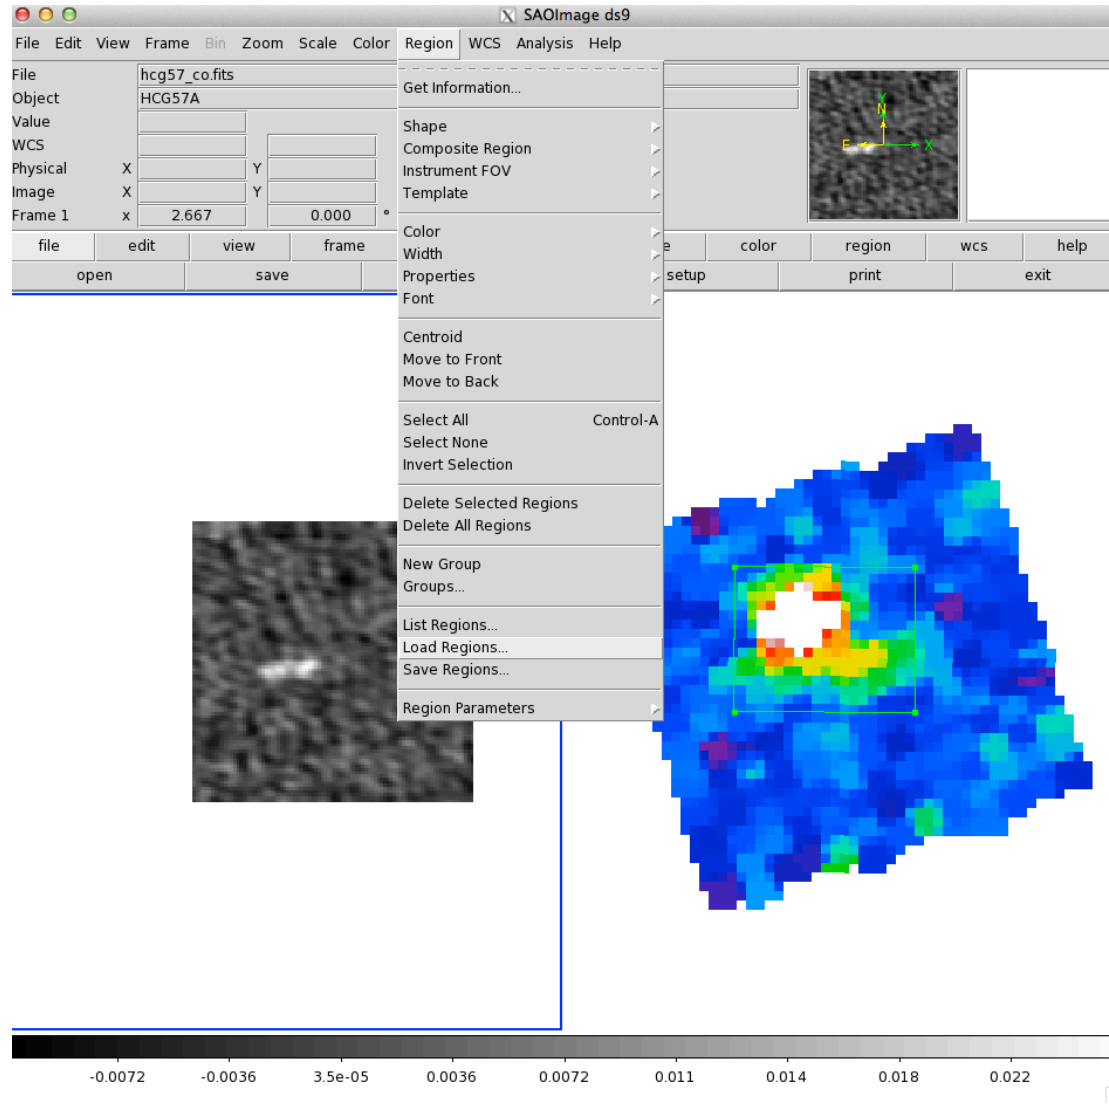 SAOImage ds9
File Edit View Frame Bin Zoom Scale Color Region WCS Analysis Help
File hcg57_co.fits
Object HCG57A
Value
WCS
Physical X Y
Image X Y
Frame 1 x 2.667 0.000 °
Get Information...
Shape
Composite Region
Instrument FOV
Template
Color
Width
Properties
Font
Centroid
Move to Front
Move to Back
Select All Control-A
Select None
Invert Selection
Delete Selected Regions
Delete All Regions
New Group
Groups...
List Regions...
Load Regions...
Save Regions...
Region Parameters
Y
N
E X
file edit view frame color region wcs help
open save setup print exit
-0.0072 -0.0036 3.5e-05 0.0036 0.0072 0.011 0.014 0.018 0.022